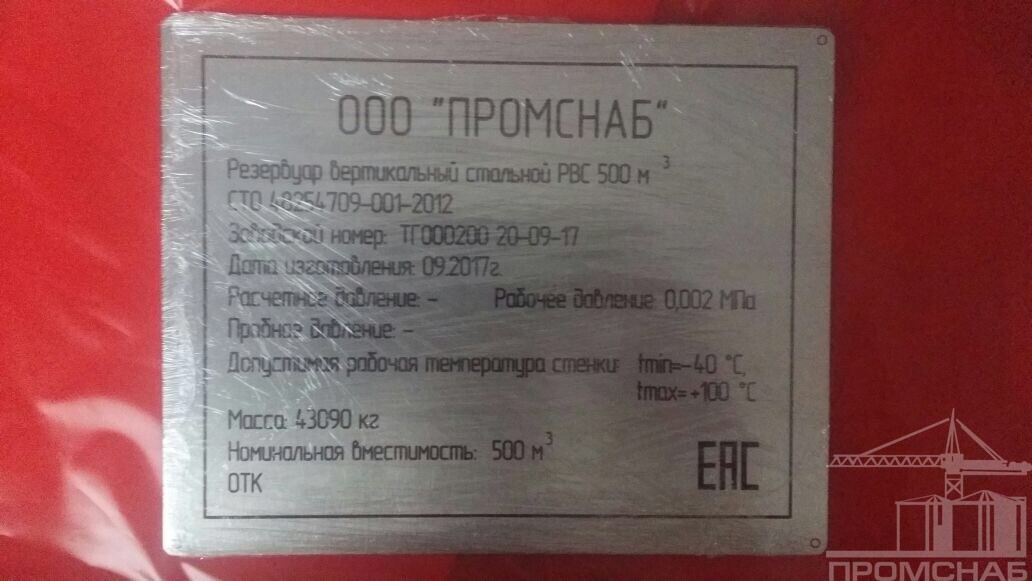 ООО "ПРОМСНАБ"
Резервуар вертикальный стальной РВС 500 м³
СТО 48254709-001-2012
Заводской номер: ТГ000200 20-09-17
Дата изготовления: 09.2017г.
Расчетное давление: - Рабочее давление: 0,002 МПа
Пробное давление: -
Допустимая рабочая температура стенки: tmin=-40 °С,
tmax=+100 °С
Масса: 43090 кг
Номинальная вместимость: 500 м³
ОТК
ЕАС
ПРОМСНАБ